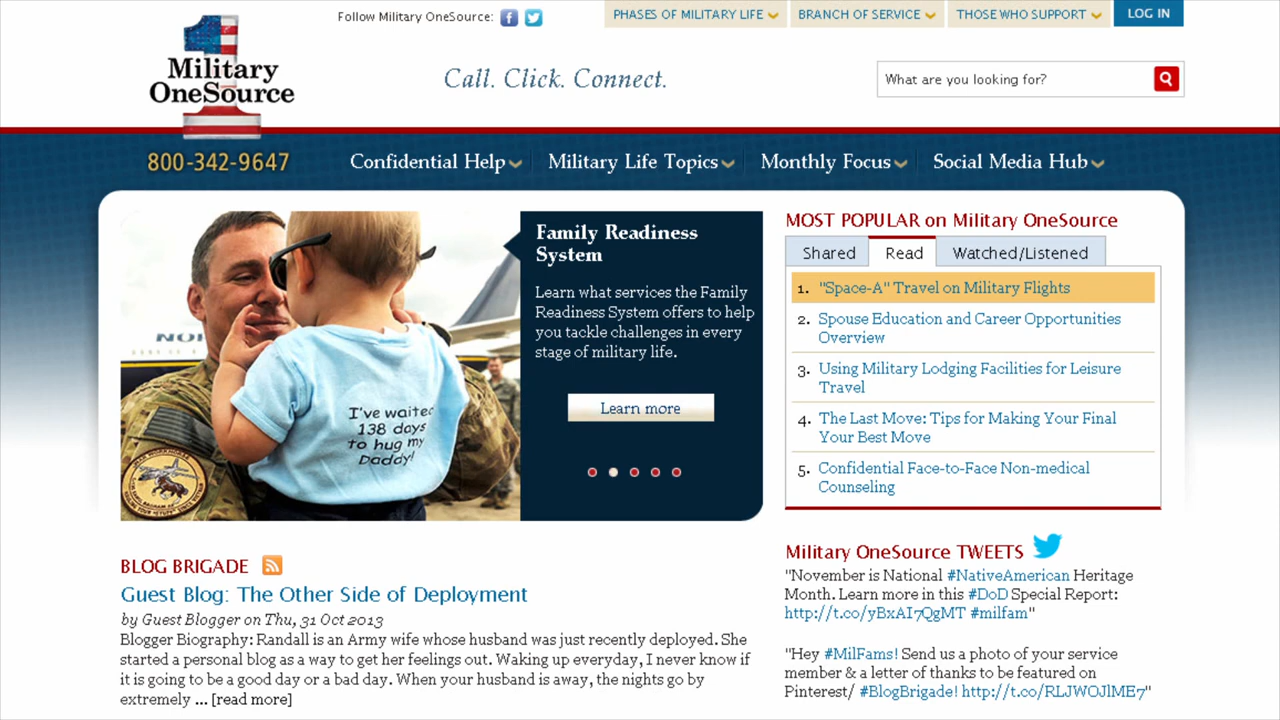 Follow Military OneSource:
PHASES OF MILITARY LIFE
BRANCH OF SERVICE
THOSE WHO SUPPORT
LOG IN
Military
OneSource
Call. Click. Connect.
What are you looking for?
800-342-9647
Confidential Help
Military Life Topics
Monthly Focus
Social Media Hub
I've waited
138 days
to hug my
Daddy!
Family Readiness
System
Learn what services the Family
Readiness System offers to help
you tackle challenges in every
stage of military life.
Learn more
MOST POPULAR on Military OneSource
Shared
Read
Watched/Listened
1. "Space-A" Travel on Military Flights
2. Spouse Education and Career Opportunities
Overview
3. Using Military Lodging Facilities for Leisure
Travel
4. The Last Move: Tips for Making Your Final
Your Best Move
5. Confidential Face-to-Face Non-medical
Counseling
BLOG BRIGADE
Guest Blog: The Other Side of Deployment
by Guest Blogger on Thu, 31 Oct 2013
Blogger Biography: Randall is an Army wife whose husband was just recently deployed. She
started a personal blog as a way to get her feelings out. Waking up everyday, I never know if
it is going to be a good day or a bad day. When your husband is away, the nights go by
extremely ... [read more]
Military OneSource TWEETS
"November is National #NativeAmerican Heritage
Month. Learn more in this #DoD Special Report:
http://t.co/yBxAI7QgMT #milfam"
"Hey #MilFams! Send us a photo of your service
member & a letter of thanks to be featured on
Pinterest/ #BlogBrigade! http://t.co/RLJWOJlME7"